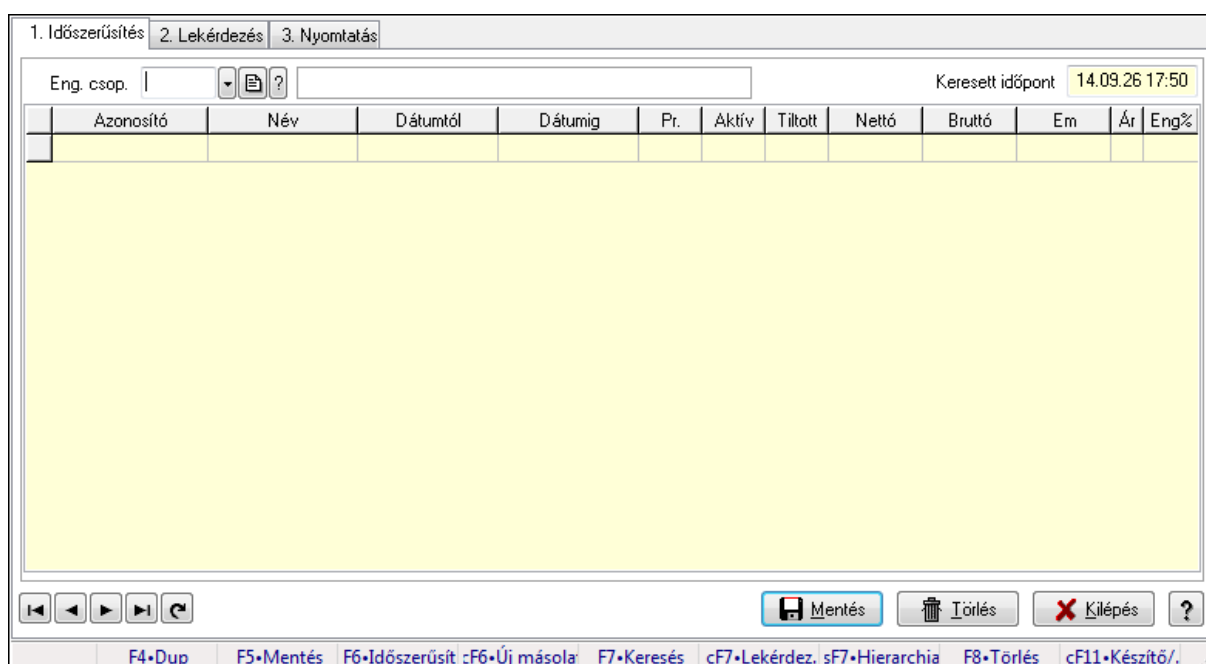 1. Időszerűsítés 2. Lekérdezés 3. Nyomtatás
Eng. csop. ? Keresett időpont 14.09.26 17:50
Azonosító Név Dátumtól Dátumig Pr. Aktív Tiltott Nettó Bruttó Em Ár Eng%
Mentés Törlés Kilépés ?
F4•Dup F5•Mentés F6•Időszerűsít cF6•Új másola F7•Keresés cF7•Lekérdez. sF7•Hierarchia F8•Törlés cF11•Készítő/.